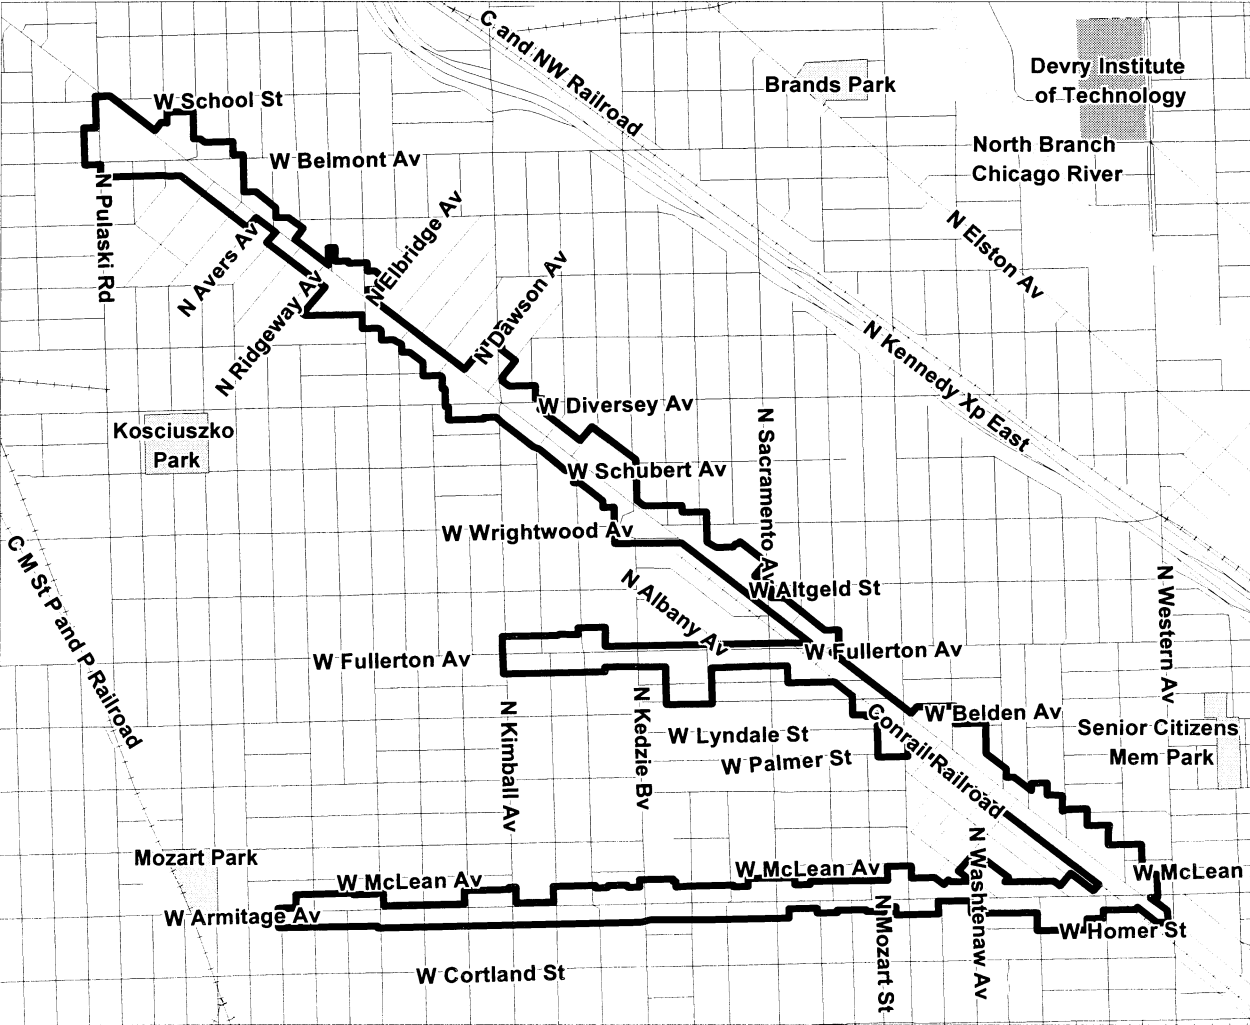 C and NW Railroad
Devry Institute
of Technology
Brands Park
W School St
North Branch
Chicago River
W Belmont Av
N Pulaski Rd
N Elbridge Av
N Avers Av
N Elston Av
N Dawson Av
N Ridgeway Av
N Kennedy Xp East
W Diversey Av
N Sacramento Av
Kosciuszko
Park
W Schubert Av
W Wrightwood Av
C M St P and P Railroad
N Albany Av
W Altgeld St
N Western Av
W Fullerton Av
W Fullerton Av
N Kimball Av
N Kedzie Bv
W Belden Av
Conrail Railroad
W Lyndale St
W Palmer St
Senior Citizens
Mem Park
Mozart Park
N Washtenaw Av
W McLean Av
W McLean Av
W McLean
W Armitage Av
N Mozart St
W Homer St
W Cortland St